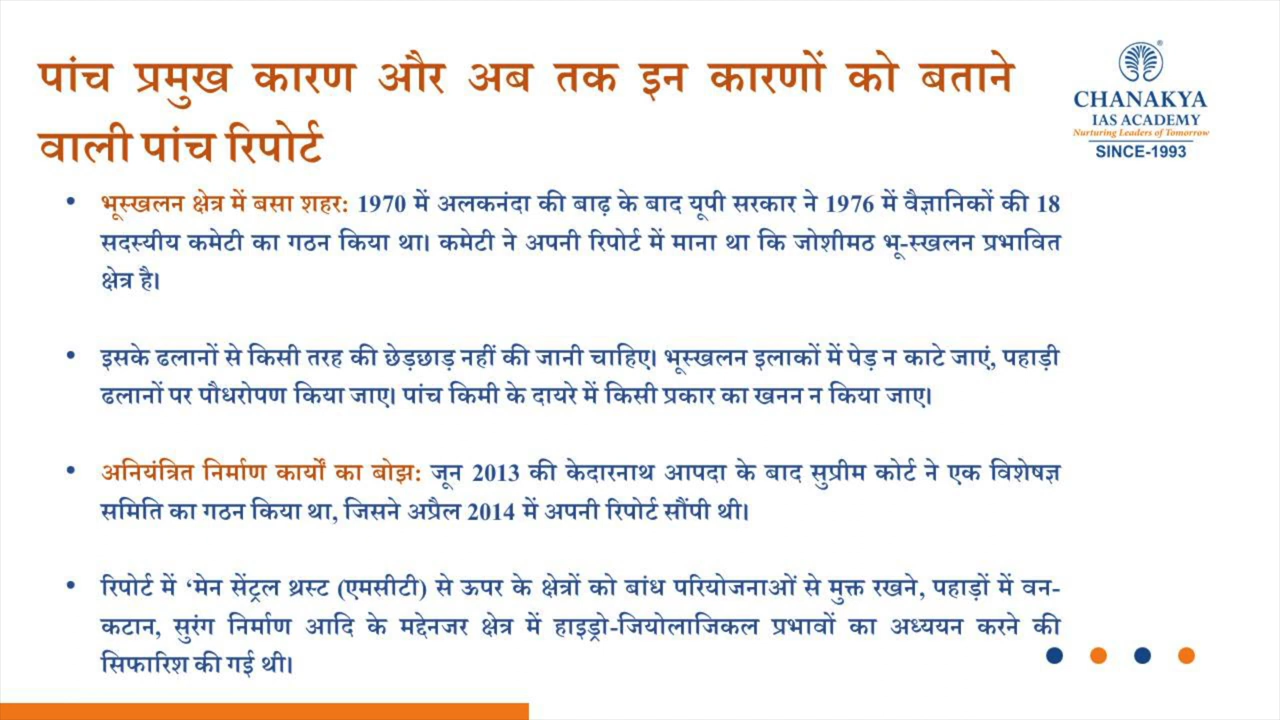 पांच प्रमुख कारण और अब तक इन कारणों को बताने
वाली पांच रिपोर्ट
®
CHANAKYA
IAS ACADEMY
Nurturing Leaders of Tomorrow
SINCE-1993
• भूस्खलन क्षेत्र में बसा शहर: 1970 में अलकनंदा की बाढ़ के बाद यूपी सरकार ने 1976 में वैज्ञानिकों की 18
सदस्यीय कमेटी का गठन किया था। कमेटी ने अपनी रिपोर्ट में माना था कि जोशीमठ भू-स्खलन प्रभावित
क्षेत्र है।
• इसके ढलानों से किसी तरह की छेड़छाड़ नहीं की जानी चाहिए। भूस्खलन इलाकों में पेड़ न काटे जाएं, पहाड़ी
ढलानों पर पौधरोपण किया जाए। पांच किमी के दायरे में किसी प्रकार का खनन न किया जाए।
• अनियंत्रित निर्माण कार्यों का बोझ: जून 2013 की केदारनाथ आपदा के बाद सुप्रीम कोर्ट ने एक विशेषज्ञ
समिति का गठन किया था, जिसने अप्रैल 2014 में अपनी रिपोर्ट सौंपी थी।
• रिपोर्ट में ‘मेन सेंट्रल थ्रस्ट (एमसीटी) से ऊपर के क्षेत्रों को बांध परियोजनाओं से मुक्त रखने, पहाड़ों में वन-
कटान, सुरंग निर्माण आदि के मद्देनजर क्षेत्र में हाइड्रो-जियोलाजिकल प्रभावों का अध्ययन करने की
सिफारिश की गई थी।